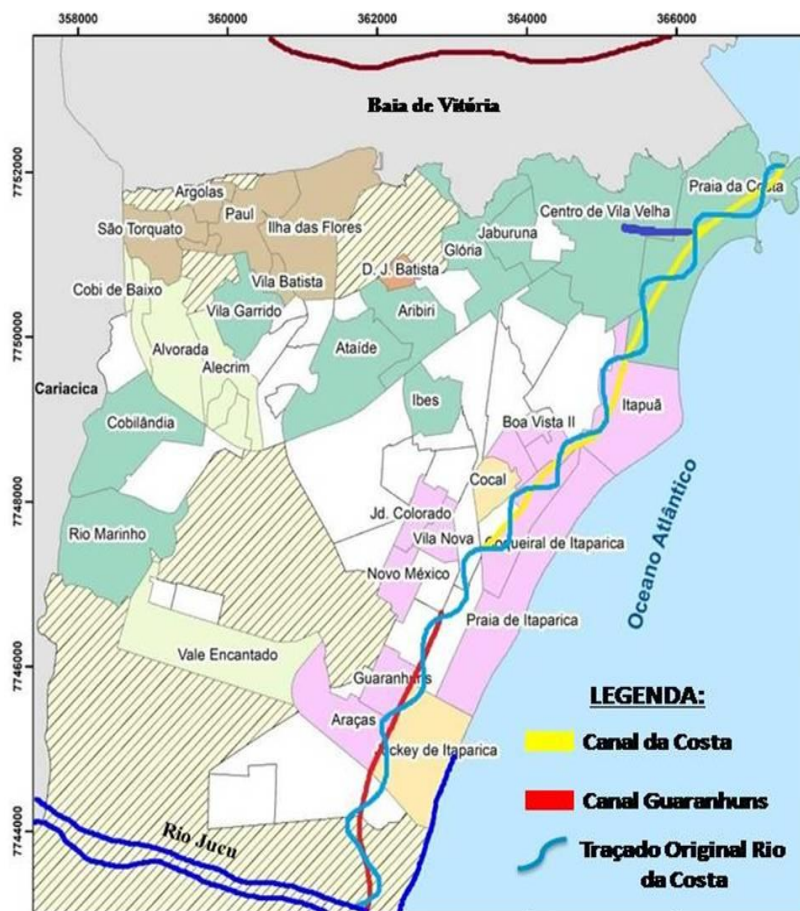 358000
360000
362000
364000
366000
Baia de Vitória
7752000
Argolas
Praia da Costa
Paul
Centro de Vila Velha
São Torquato
Ilha das Flores
Jaburuna
Glória
D. J. Batista
Cobi de Baixo
Vila Batista
Vila Garrido
Aribiri
7750000
Alvorada
Ataíde
Alecrim
Cariacica
Ibes
Itapuã
Cobilândia
Boa Vista II
Cocal
7748000
Jd. Colorado
Rio Marinho
Vila Nova
Coqueiral de Itaparica
Oceano Atlântico
Novo México
Praia de Itaparica
7746000
Vale Encantado
Guaranhuns
LEGENDA:
Araças
Jockey de Itaparica
Canal da Costa
Canal Guaranhuns
7744000
Rio Jucu
Traçado Original Rio
da Costa